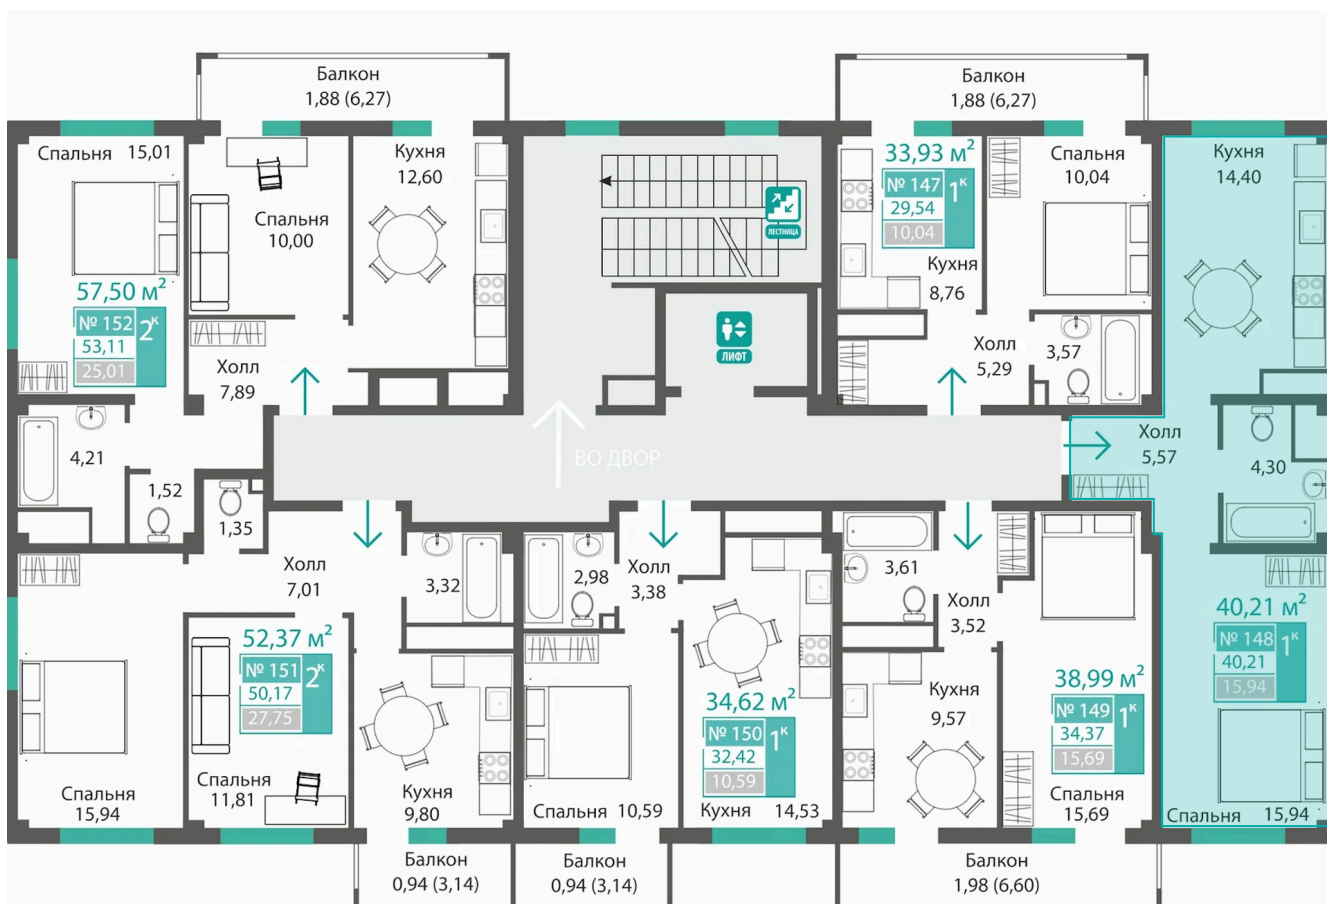 Балкон
1,88 (6,27)
Балкон
1,88 (6,27)
Спальня 15,01
Спальня
10,00
Кухня
12,60
57,50 м²
№ 152
53,11
25,01
2к
Холл
7,89
4,21
1,52
ЛЕСТНИЦА
ЛИФТ
ВО ДВОР
33,93 м²
№ 147
29,54
10,04
1к
Кухня
8,76
Спальня
10,04
Холл
5,29
3,57
Кухня
14,40
Холл
5,57
4,30
40,21 м²
№ 148
40,21
15,94
1к
Спальня 15,94
1,35
Холл
7,01
3,32
52,37 м²
№ 151
50,17
27,75
2к
Спальня
15,94
Спальня
11,81
Кухня
9,80
Балкон
0,94 (3,14)
2,98
Холл
3,38
34,62 м²
№ 150
32,42
10,59
1к
Спальня 10,59
Кухня 14,53
Балкон
0,94 (3,14)
3,61
Холл
3,52
Кухня
9,57
38,99 м²
№ 149
34,37
15,69
1к
Спальня
15,69
Балкон
1,98 (6,60)